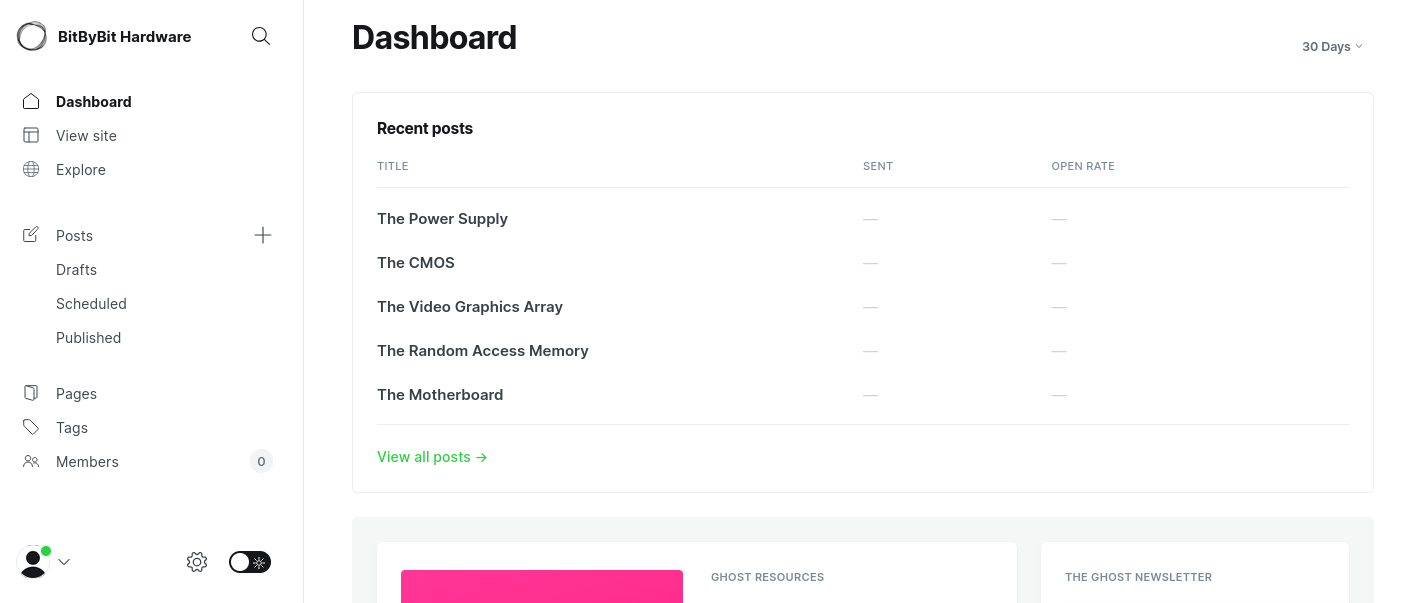 BitByBit Hardware
Dashboard
View site
Explore
Posts
Drafts
Scheduled
Published
Pages
Tags
Members 0
Dashboard
30 Days
Recent posts
TITLE SENT OPEN RATE
The Power Supply — —
The CMOS — —
The Video Graphics Array — —
The Random Access Memory — —
The Motherboard — —
View all posts →
GHOST RESOURCES
THE GHOST NEWSLETTER